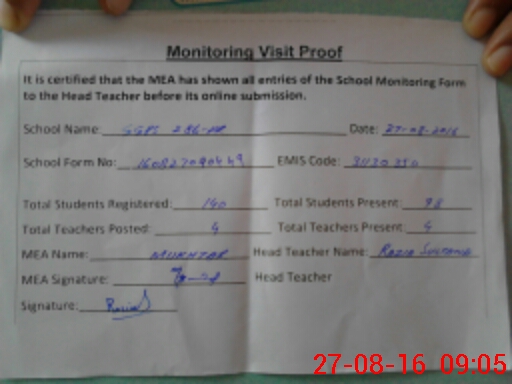 Monitoring Visit Proof
It is certified that the MEA has shown all entries of the School Monitoring Form
to the Head Teacher before its online submission.
School Name: Date: 27-08-2016
School Form No: EMIS Code:
Total Students Registered: 140 Total Students Present: 98
Total Teachers Posted: 4 Total Teachers Present 4
MEA Name: MUKHTAR Head Teacher Name: RAZIA SULTANA
MEA Signature: Head Teacher
Signature:
27-08-16 09:05